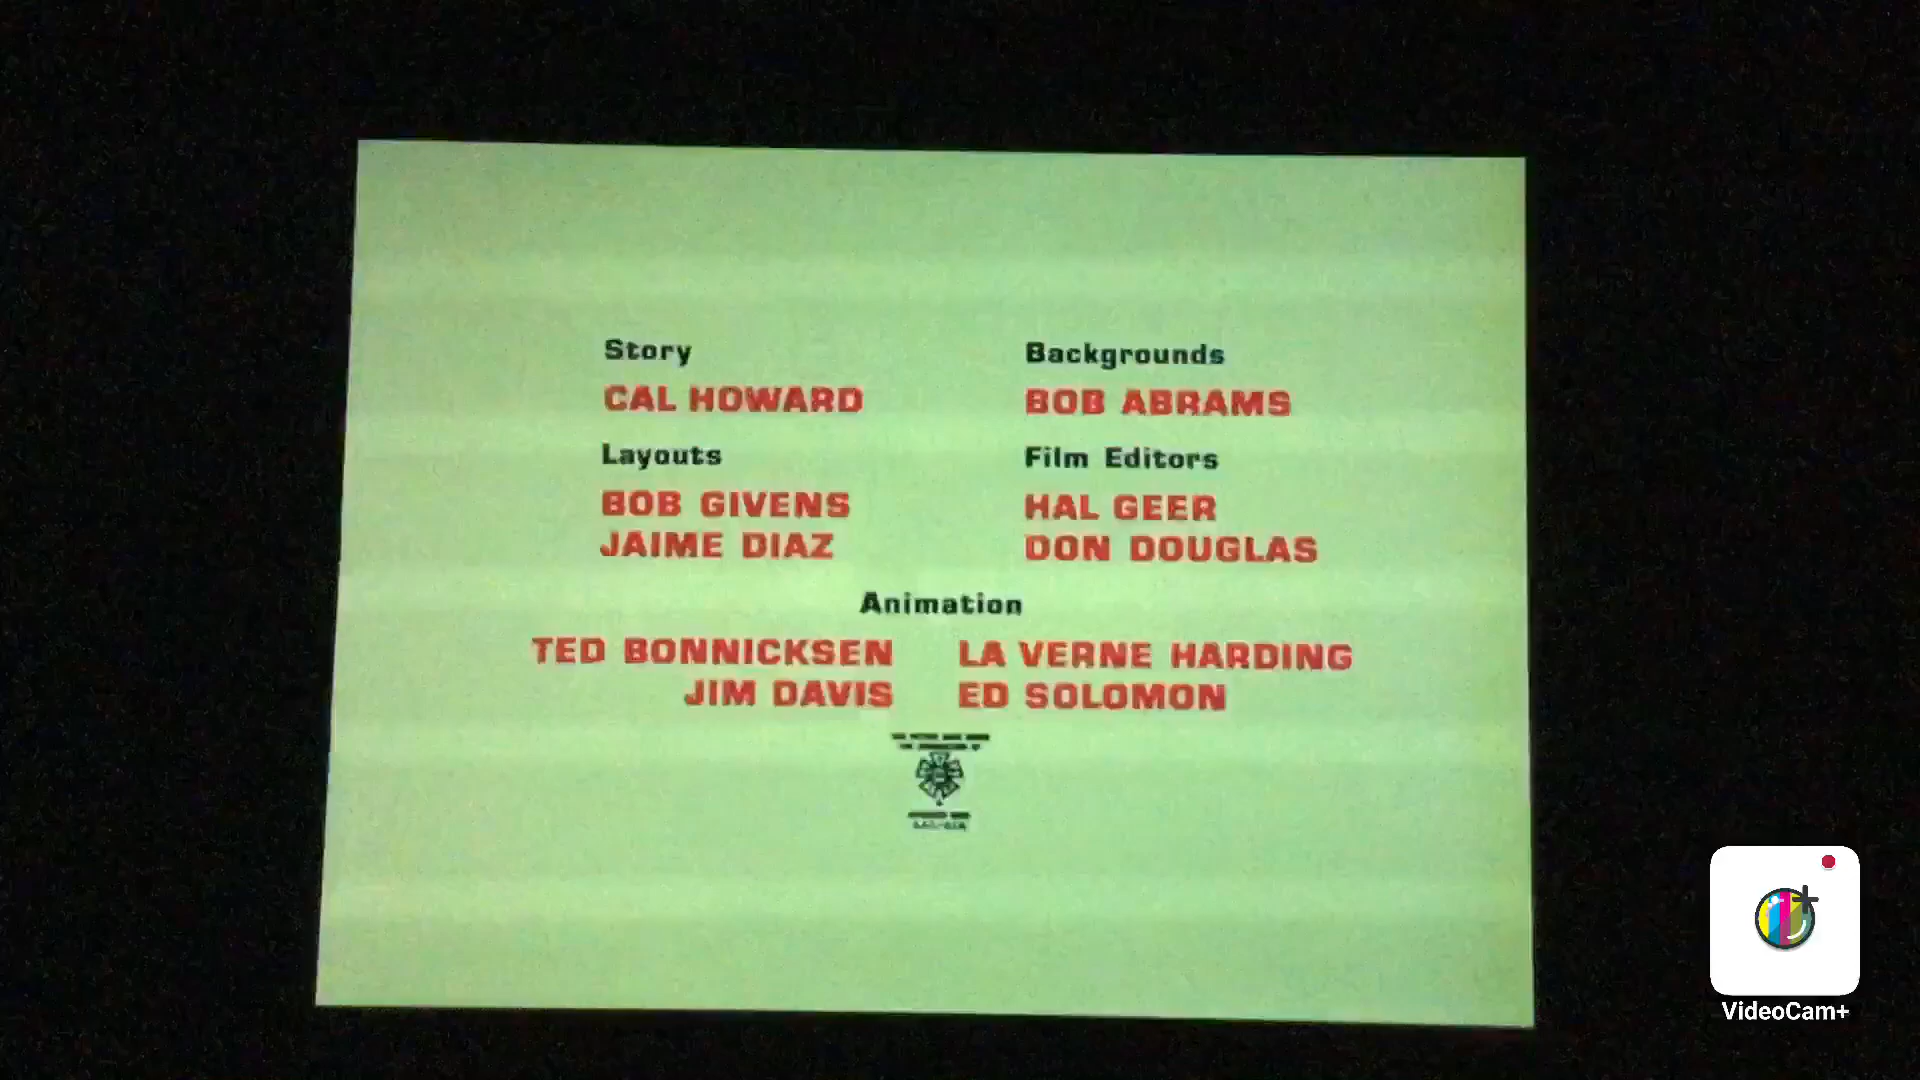 Story
CAL HOWARD
Backgrounds
BOB ABRAMS
Layouts
BOB GIVENS
JAIME DIAZ
Film Editors
HAL GEER
DON DOUGLAS
Animation
TED BONNICKSEN
LA VERNE HARDING
JIM DAVIS
ED SOLOMON
VideoCam+